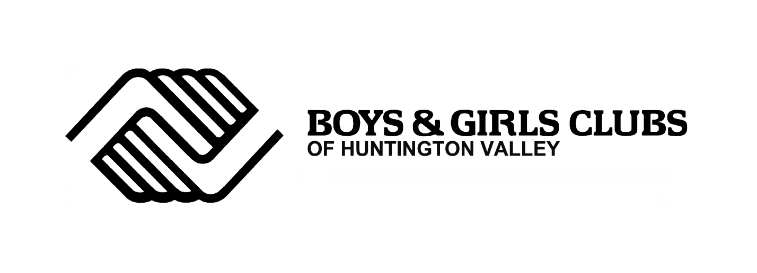 BOYS & GIRLS CLUBS
OF HUNTINGTON VALLEY